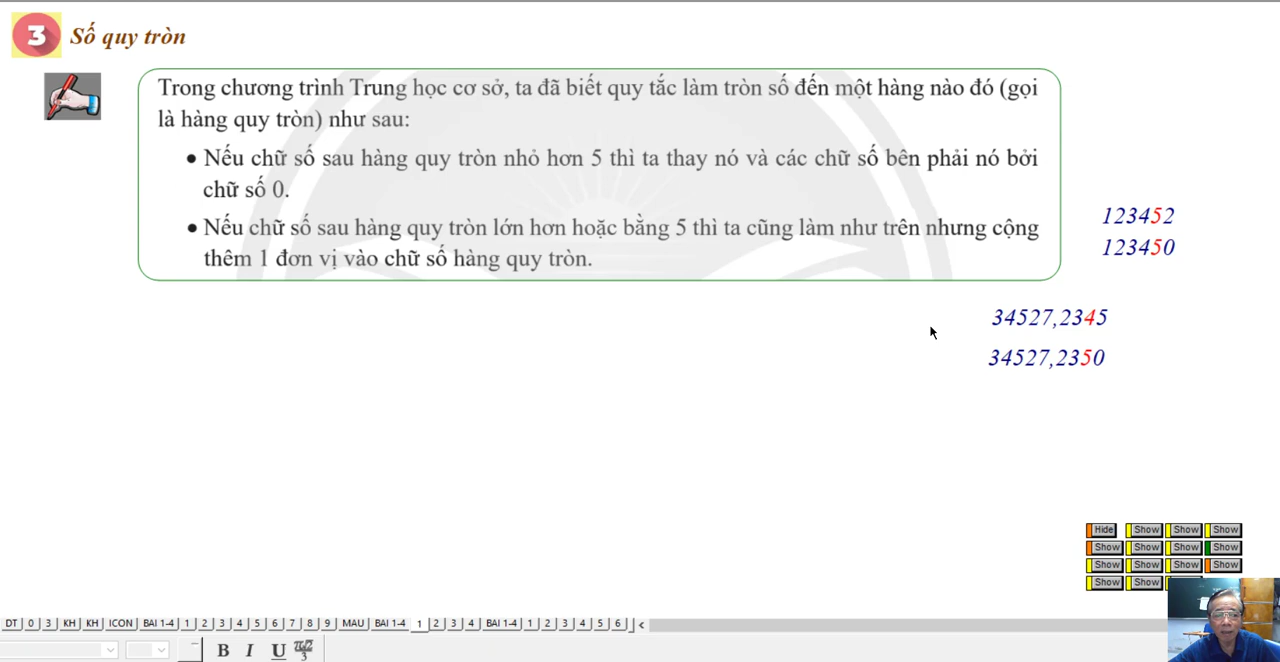 3 Số quy tròn
Trong chương trình Trung học cơ sở, ta đã biết quy tắc làm tròn số đến một hàng nào đó (gọi
là hàng quy tròn) như sau:
• Nếu chữ số sau hàng quy tròn nhỏ hơn 5 thì ta thay nó và các chữ số bên phải nó bởi
chữ số 0.
• Nếu chữ số sau hàng quy tròn lớn hơn hoặc bằng 5 thì ta cũng làm như trên nhưng cộng
thêm 1 đơn vị vào chữ số hàng quy tròn.
123452
123450
34527,2345
34527,2350
Hide Show Show Show
Show Show Show Show
Show Show Show Show
Show Show
DT 0 3 KH KH ICON BAI 1-4 1 2 3 4 5 6 7 8 9 MAU BAI 1-4 1 2 3 4 BAI 1-4 1 2 3 4 5 6
B I U